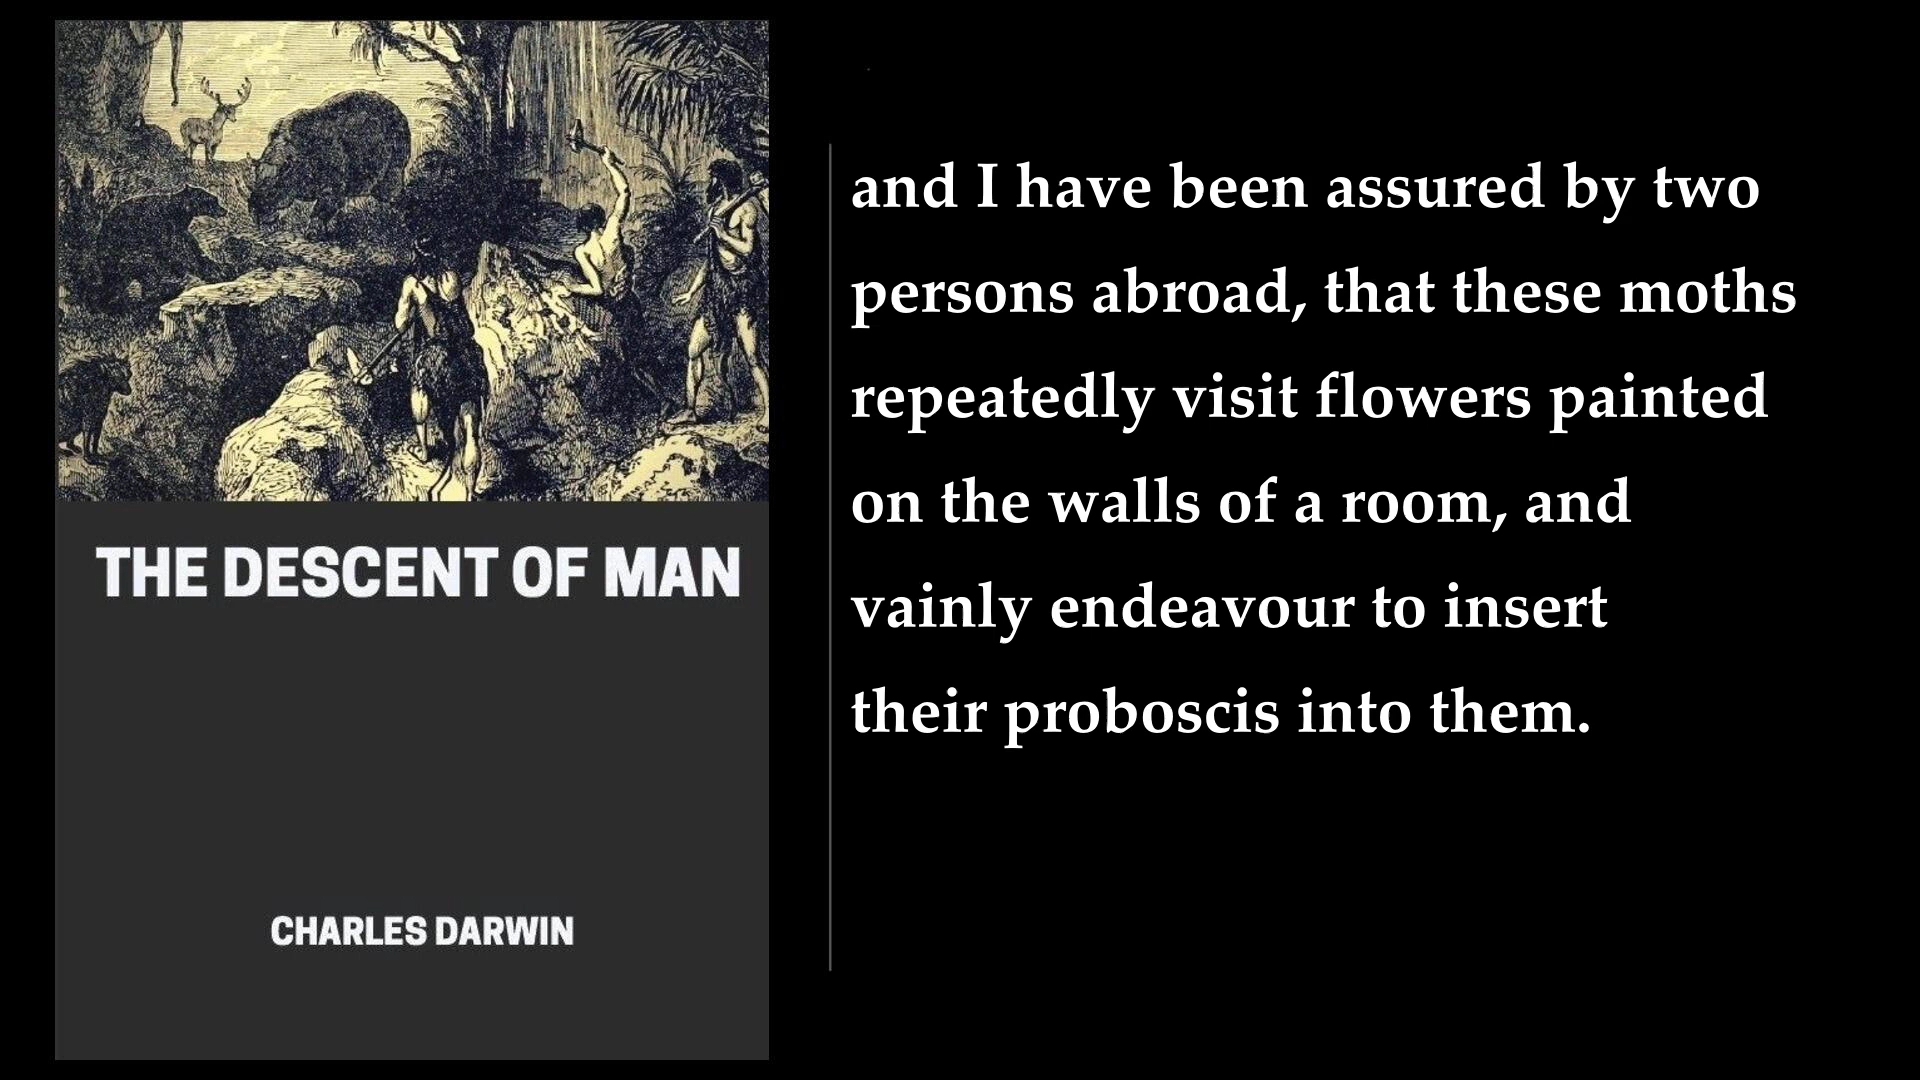 THE DESCENT OF MAN
CHARLES DARWIN
and I have been assured by two
persons abroad, that these moths
repeatedly visit flowers painted
on the walls of a room, and
vainly endeavour to insert
their proboscis into them.